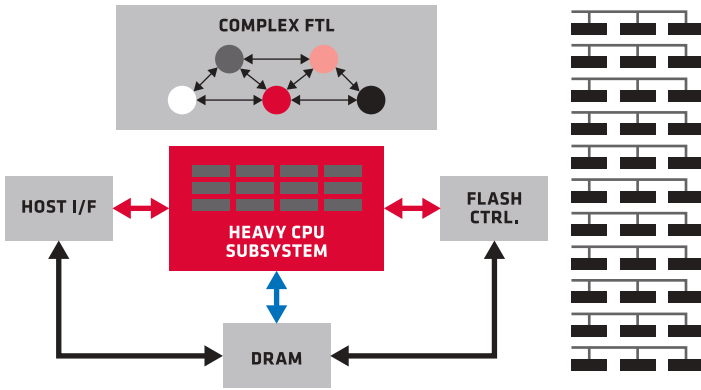 COMPLEX FTL
HOST I/F
HEAVY CPU
SUBSYSTEM
FLASH
CTRL.
DRAM